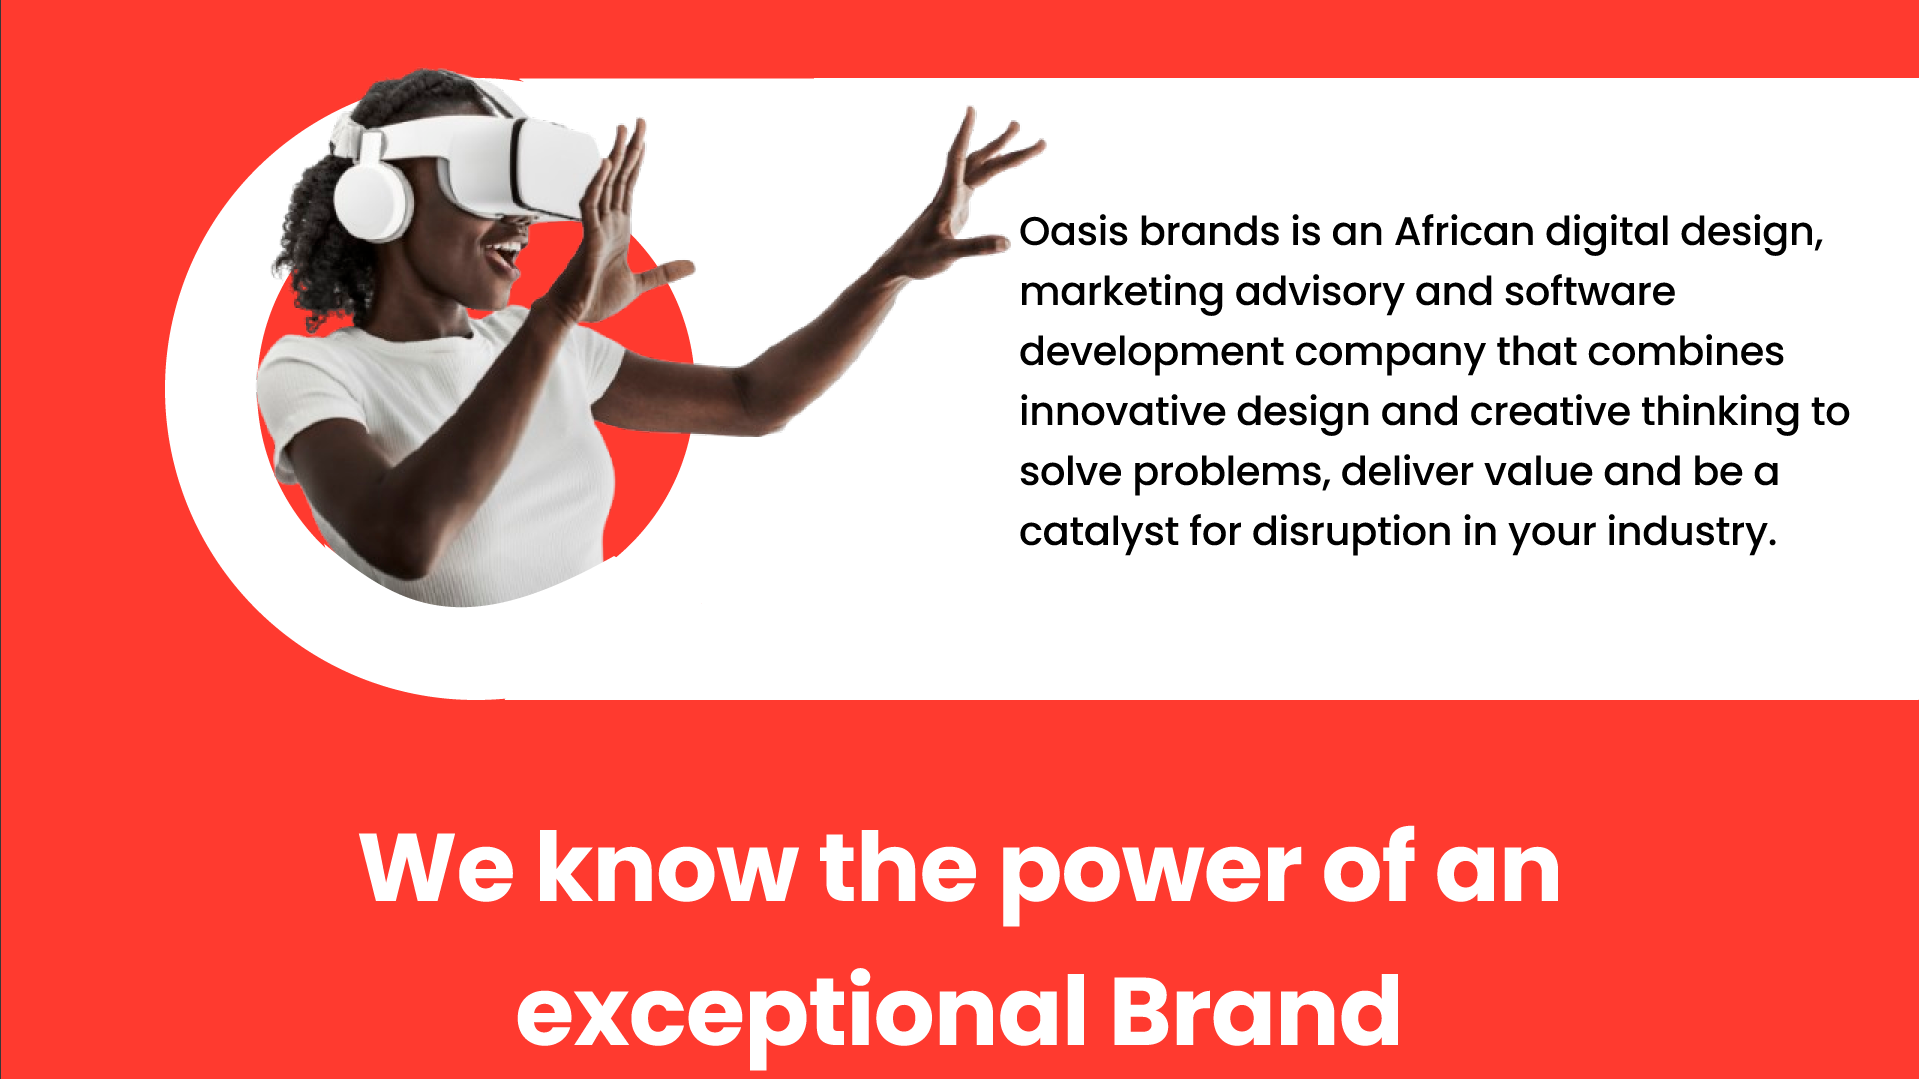 Oasis brands is an African digital design,
marketing advisory and software
development company that combines
innovative design and creative thinking to
solve problems, deliver value and be a
catalyst for disruption in your industry.
We know the power of an
exceptional Brand